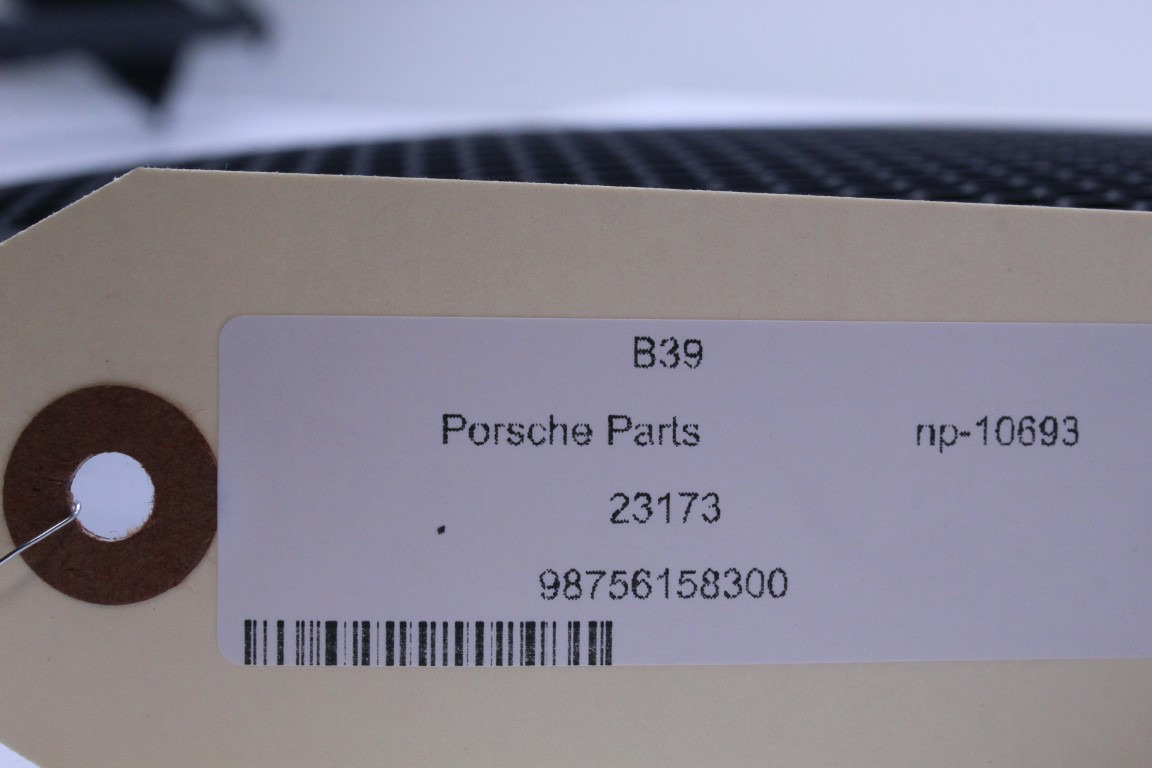 B39
Porsche Parts np-10693
23173
98756158300